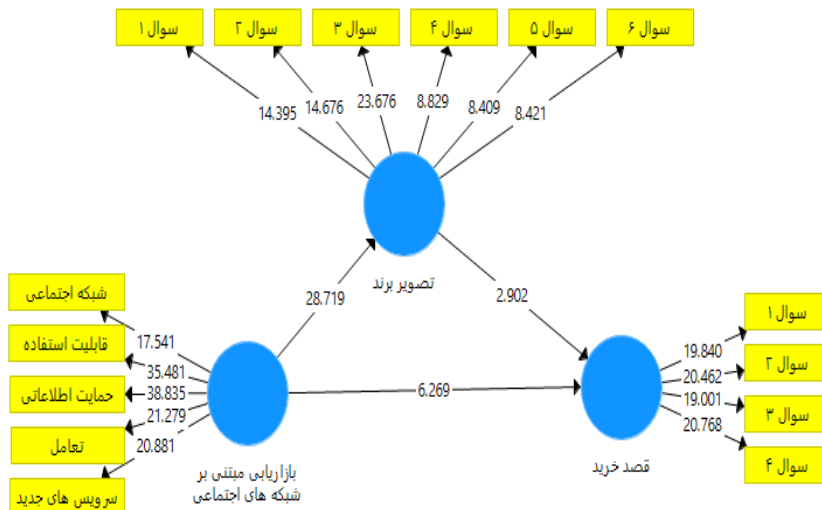 سوال ۱
سوال ۲
سوال ۳
سوال ۴
سوال ۵
سوال ۶
14.395
14.676
23.676
8.829
8.409
8.421
تصویر برند
28.719
2.902
شبکه اجتماعی
قابلیت استفاده
حمایت اطلاعاتی
تعامل
سرویس های جدید
17.541
35.481
38.835
21.279
20.881
بازاریابی مبتنی بر
شبکه های اجتماعی
6.269
سوال ۱
سوال ۲
سوال ۳
سوال ۴
19.840
20.462
19.001
20.768
قصد خرید